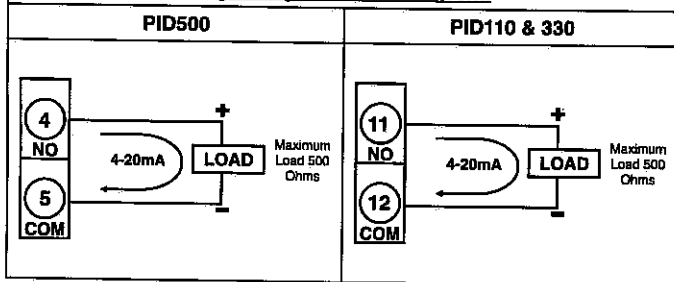 PID500
PID110 & 330
4
NO
5
COM
4-20mA
+
LOAD
-
Maximum
Load 500
Ohms
11
NO
12
COM
4-20mA
+
LOAD
-
Maximum
Load 500
Ohms